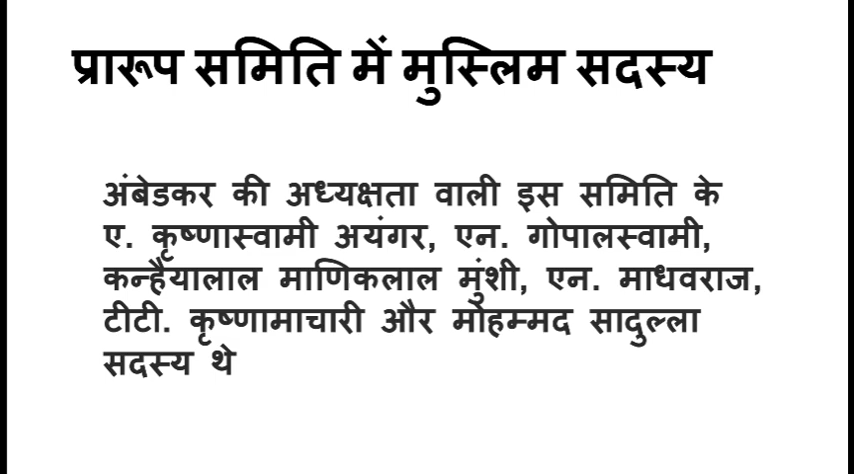 प्रारूप समिति में मुस्लिम सदस्य
अंबेडकर की अध्यक्षता वाली इस समिति के
ए. कृष्णास्वामी अयंगर, एन. गोपालस्वामी,
कन्हैयालाल माणिकलाल मुंशी, एन. माधवराज,
टीटी. कृष्णामाचारी और मोहम्मद सादुल्ला
सदस्य थे